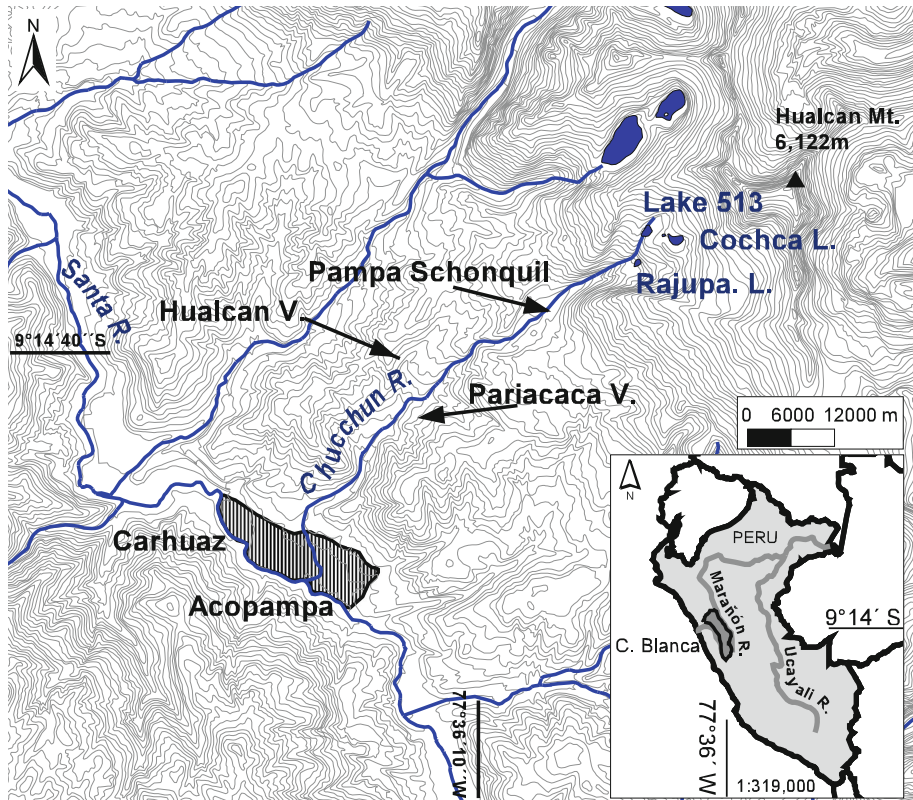 N
Hualcan Mt.
6,122m
Lake 513
Cochca L.
Rajupa. L.
Pampa Schonquil
Santa R.
Hualcan V.
9°14´40´´S
Chucchun R.
Pariacaca V.
0 6000 12000 m
Carhuaz
Acopampa
77°36´10´´W
N
PERU
Marañón R.
9°14´ S
C. Blanca
Ucayali R.
77°36´ W
1:319,000